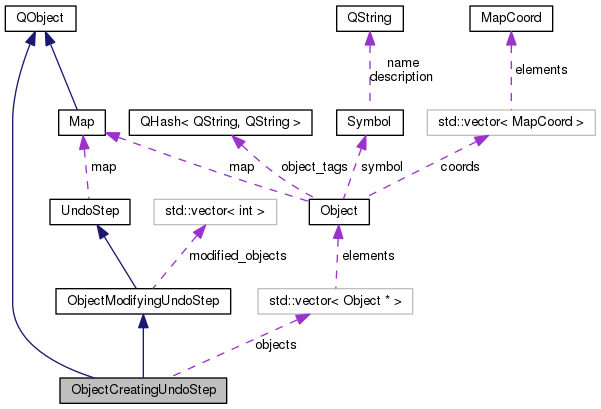 QObject
QString
MapCoord
name
description
elements
Map
QHash< QString, QString >
Symbol
std::vector< MapCoord >
map
map
object_tags
symbol
coords
UndoStep
std::vector< int >
Object
modified_objects
elements
ObjectModifyingUndoStep
std::vector< Object * >
objects
ObjectCreatingUndoStep